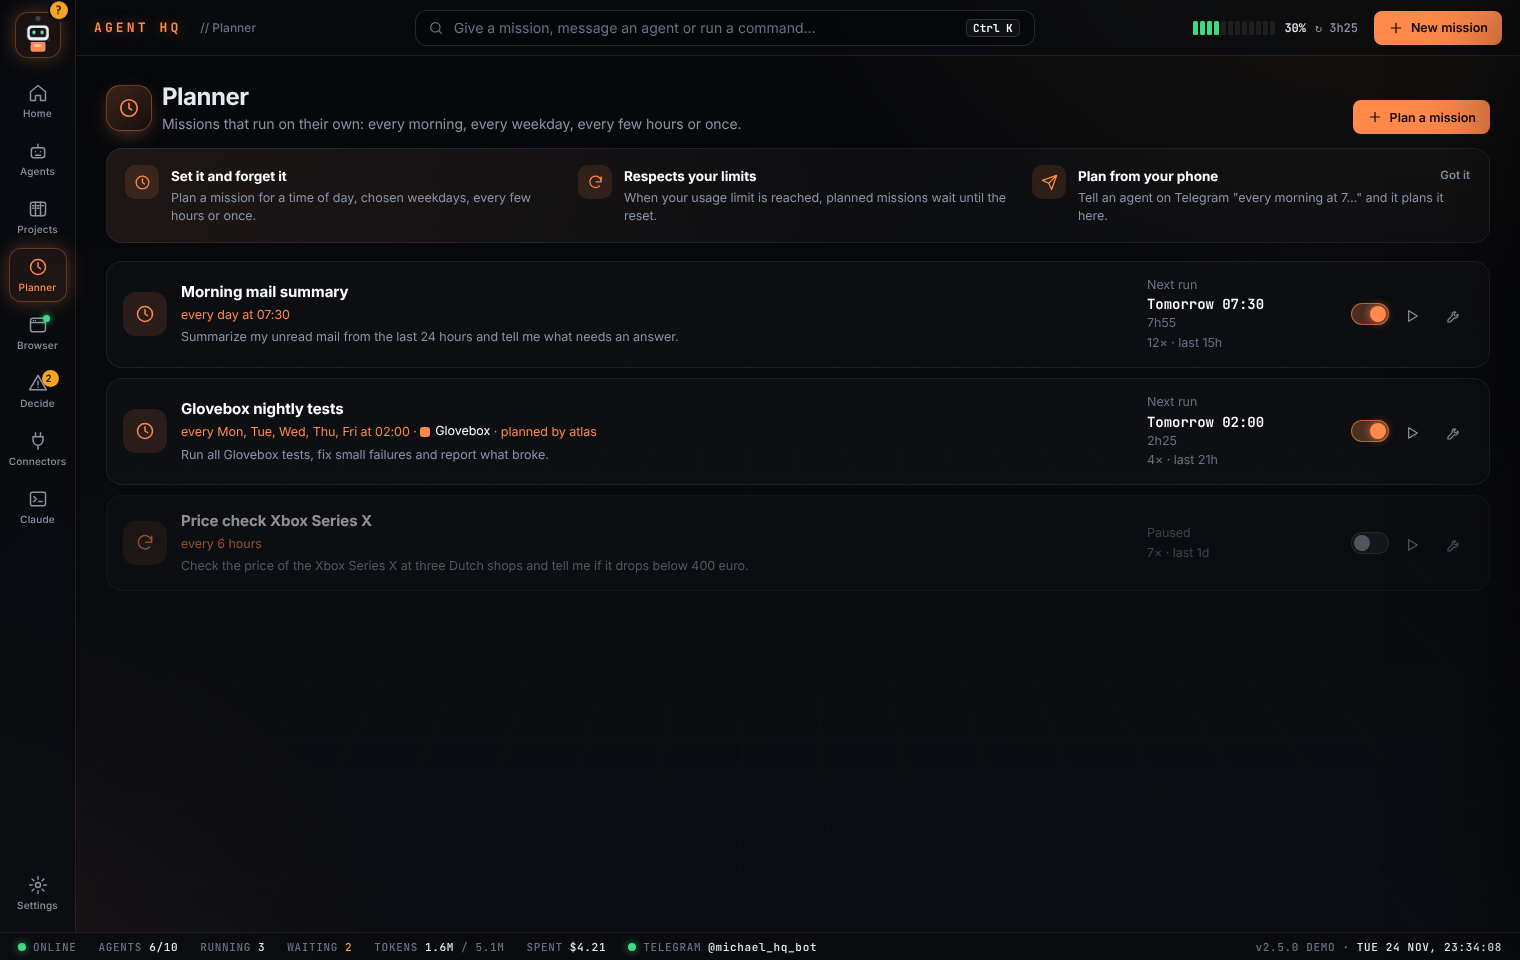 ?
AGENT HQ
// Planner
Give a mission, message an agent or run a command...
Ctrl K
30% ↻ 3h25
+ New mission
Home
Agents
Projects
Planner
Browser
2
Decide
Connectors
Claude
Settings
Planner
Missions that run on their own: every morning, every weekday, every few hours or once.
+ Plan a mission
Set it and forget it
Plan a mission for a time of day, chosen weekdays, every few
hours or once.
Respects your limits
When your usage limit is reached, planned missions wait until the
reset.
Plan from your phone
Tell an agent on Telegram "every morning at 7..." and it plans it
here.
Got it
Morning mail summary
every day at 07:30
Summarize my unread mail from the last 24 hours and tell me what needs an answer.
Next run
Tomorrow 07:30
7h55
12× · last 15h
Glovebox nightly tests
every Mon, Tue, Wed, Thu, Fri at 02:00 · Glovebox · planned by atlas
Run all Glovebox tests, fix small failures and report what broke.
Next run
Tomorrow 02:00
2h25
4× · last 21h
Price check Xbox Series X
every 6 hours
Check the price of the Xbox Series X at three Dutch shops and tell me if it drops below 400 euro.
Paused
7× · last 1d
ONLINE AGENTS 6/10 RUNNING 3 WAITING 2 TOKENS 1.6M / 5.1M SPENT $4.21 TELEGRAM @michael_hq_bot
v2.5.0 DEMO · TUE 24 NOV, 23:34:08